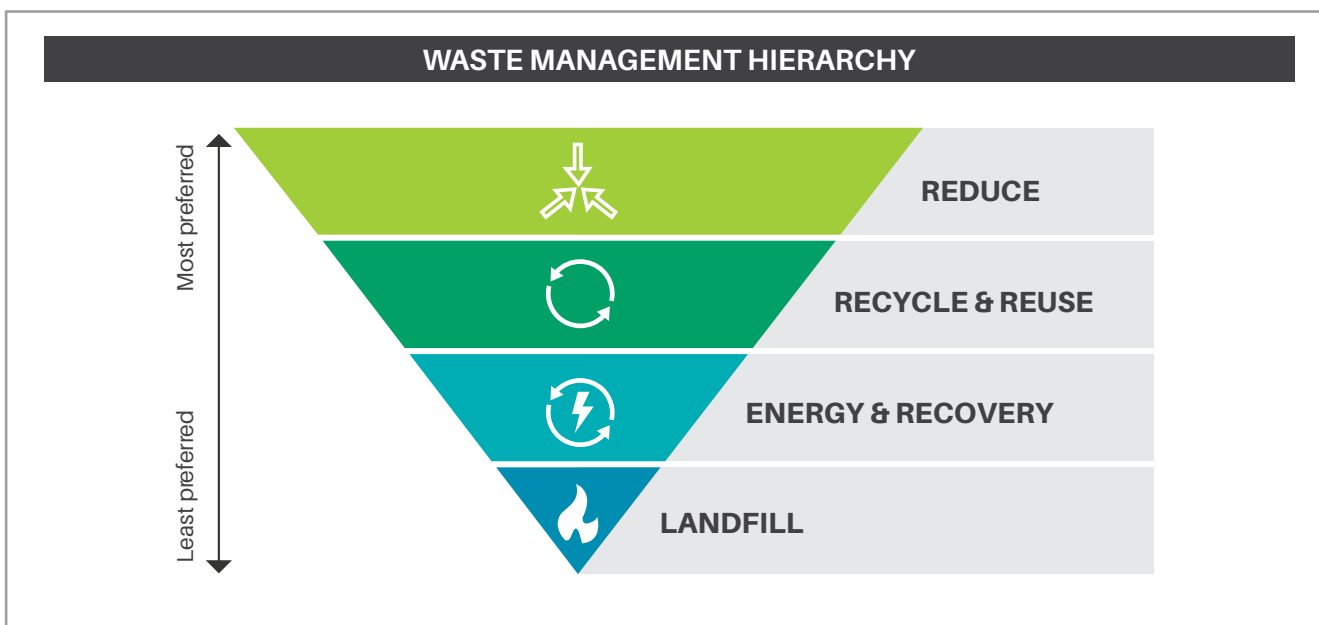 WASTE MANAGEMENT HIERARCHY
Most preferred
REDUCE
RECYCLE & REUSE
ENERGY & RECOVERY
Least preferred
LANDFILL